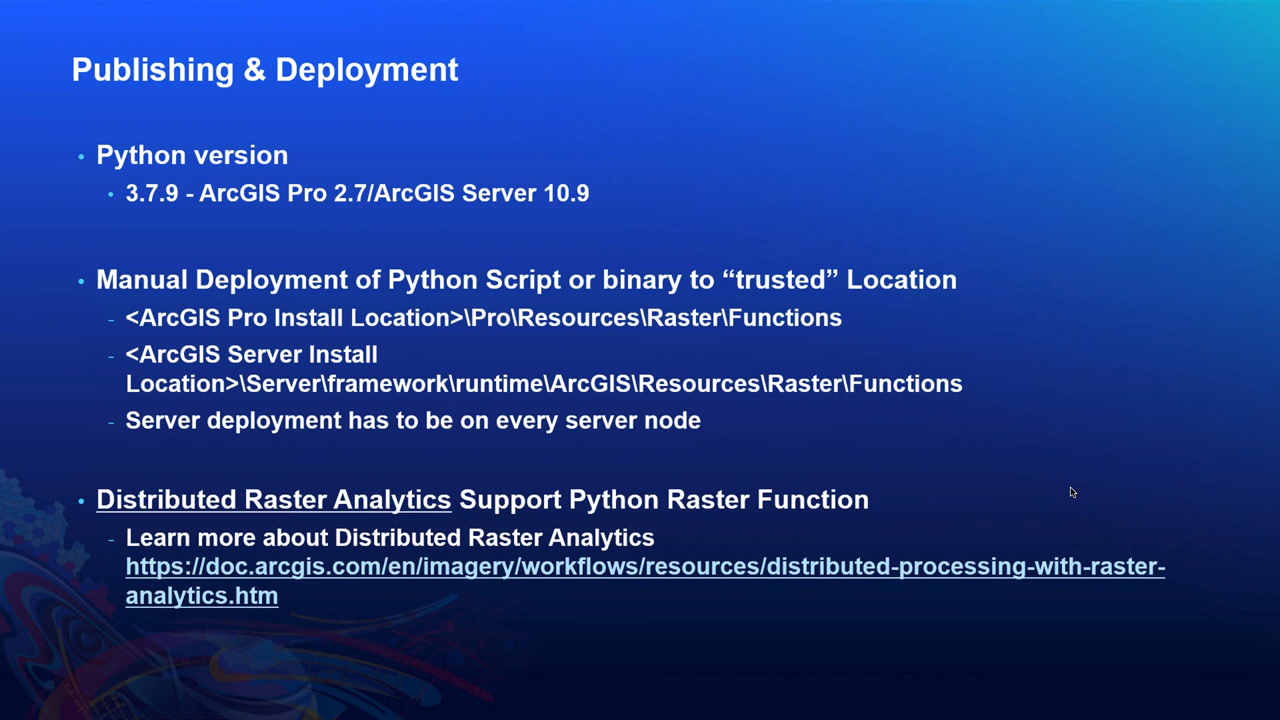 Publishing & Deployment
• Python version
• 3.7.9 - ArcGIS Pro 2.7/ArcGIS Server 10.9
• Manual Deployment of Python Script or binary to “trusted” Location
- <ArcGIS Pro Install Location>\Pro\Resources\Raster\Functions
- <ArcGIS Server Install
Location>\Server\framework\runtime\ArcGIS\Resources\Raster\Functions
- Server deployment has to be on every server node
• Distributed Raster Analytics Support Python Raster Function
- Learn more about Distributed Raster Analytics
https://doc.arcgis.com/en/imagery/workflows/resources/distributed-processing-with-raster-
analytics.htm